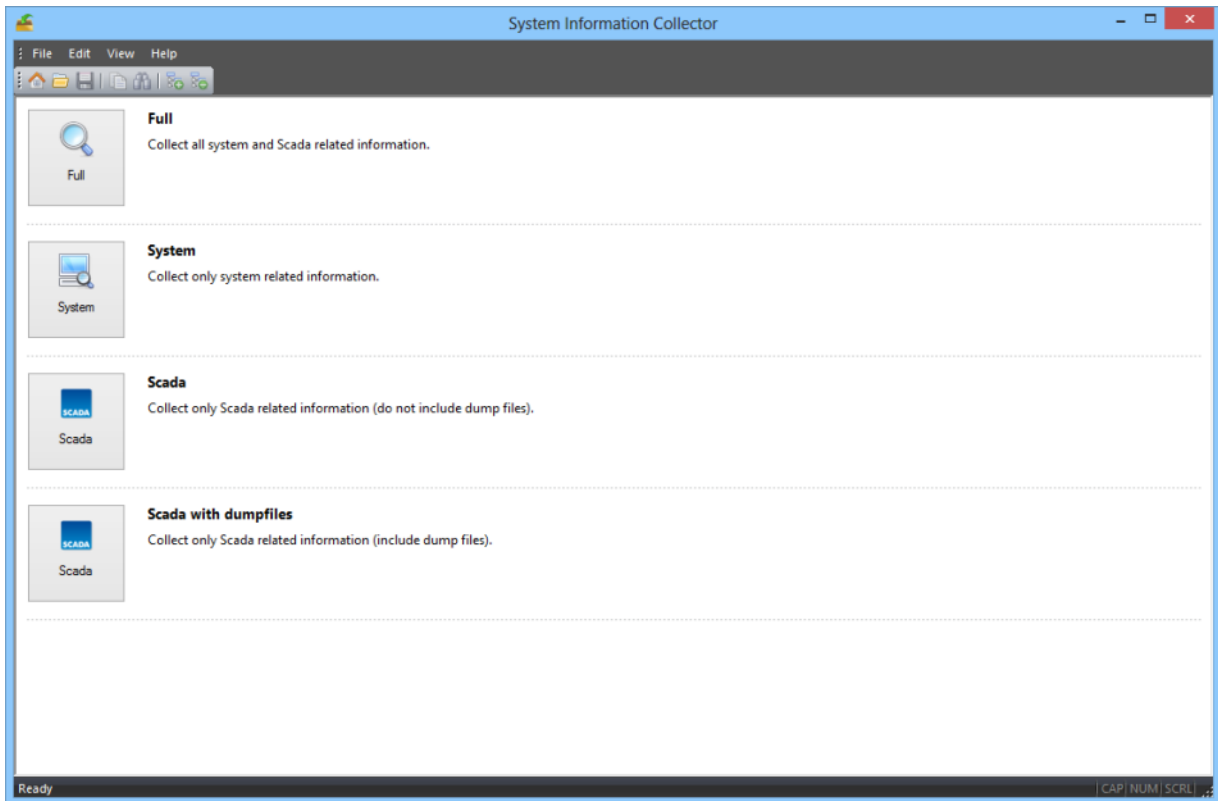 System Information Collector
File Edit View Help
Full
Collect all system and Scada related information.
Full
System
Collect only system related information.
System
Scada
Collect only Scada related information (do not include dump files).
SCADA
Scada
Scada with dumpfiles
Collect only Scada related information (include dump files).
SCADA
Scada
Ready
CAP NUM SCRL